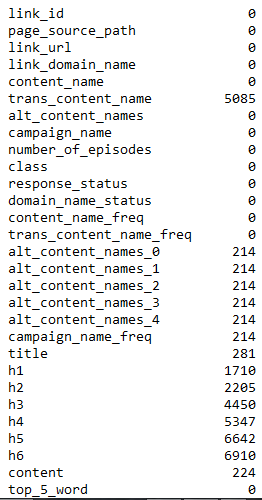 link_id 0
page_source_path 0
link_url 0
link_domain_name 0
content_name 0
trans_content_name 5085
alt_content_names 0
campaign_name 0
number_of_episodes 0
class 0
response_status 0
domain_name_status 0
content_name_freq 0
trans_content_name_freq 0
alt_content_names_0 214
alt_content_names_1 214
alt_content_names_2 214
alt_content_names_3 214
alt_content_names_4 214
campaign_name_freq 214
title 281
h1 1710
h2 2205
h3 4450
h4 5347
h5 6642
h6 6910
content 224
top_5_word 0